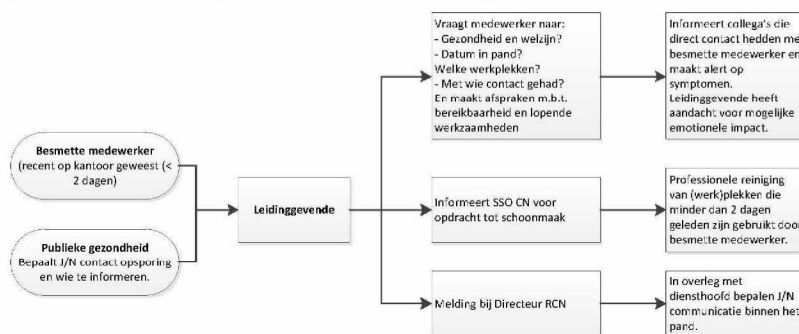 Besmette medewerker
(recent op kantoor geweest (<
2 dagen)
Publieke gezondheid
Bepaalt J/N contact opsporing
en wie te informeren.
Leidinggevende
Vraagt medewerker naar:
- Gezondheid en welzijn?
- Datum in pand?
Welke werkplekken?
- Met wie contact gehad?
En maakt afspraken m.b.t.
bereikbaarheid en lopende
werkzaamheden
Informeert collega's die
direct contact hedden me
besmette medewerker en
maakt alert op
symptomen.
Leidinggevende heeft
aandacht voor mogelijke
emotionele impact.
Informeert SSO CN voor
opdracht tot schoonmaak
Professionele reiniging
van (werk)plekken die
minder dan 2 dagen
geleden zijn gebruikt door
besmette medewerker.
Melding bij Directeur RCN
In overleg met
diensthoofd bepalen J/N
communicatie binnen het
pand.